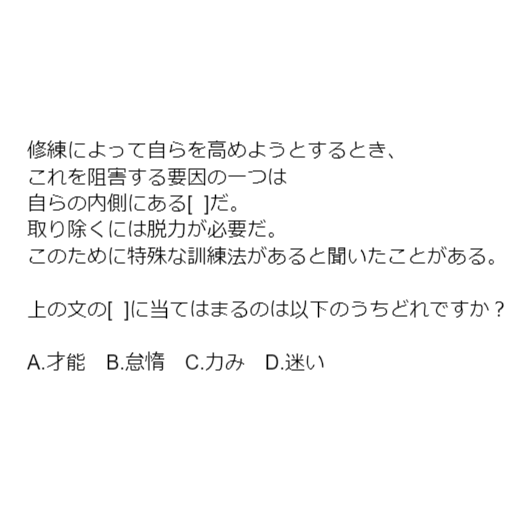 修練によって自らを高めようとするとき、
これを阻害する要因の一つは
自らの内側にある[ ]だ。
取り除くには脱力が必要だ。
このために特殊な訓練法があると聞いたことがある。
上の文の[ ]に当てはまるのは以下のうちどれですか？
A.才能　B.怠惰　C.力み　D.迷い